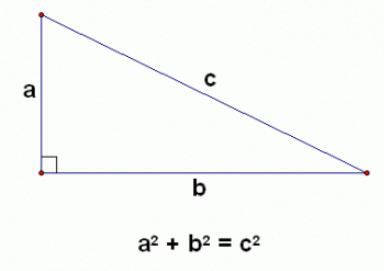 a
c
b
a² + b² = c²